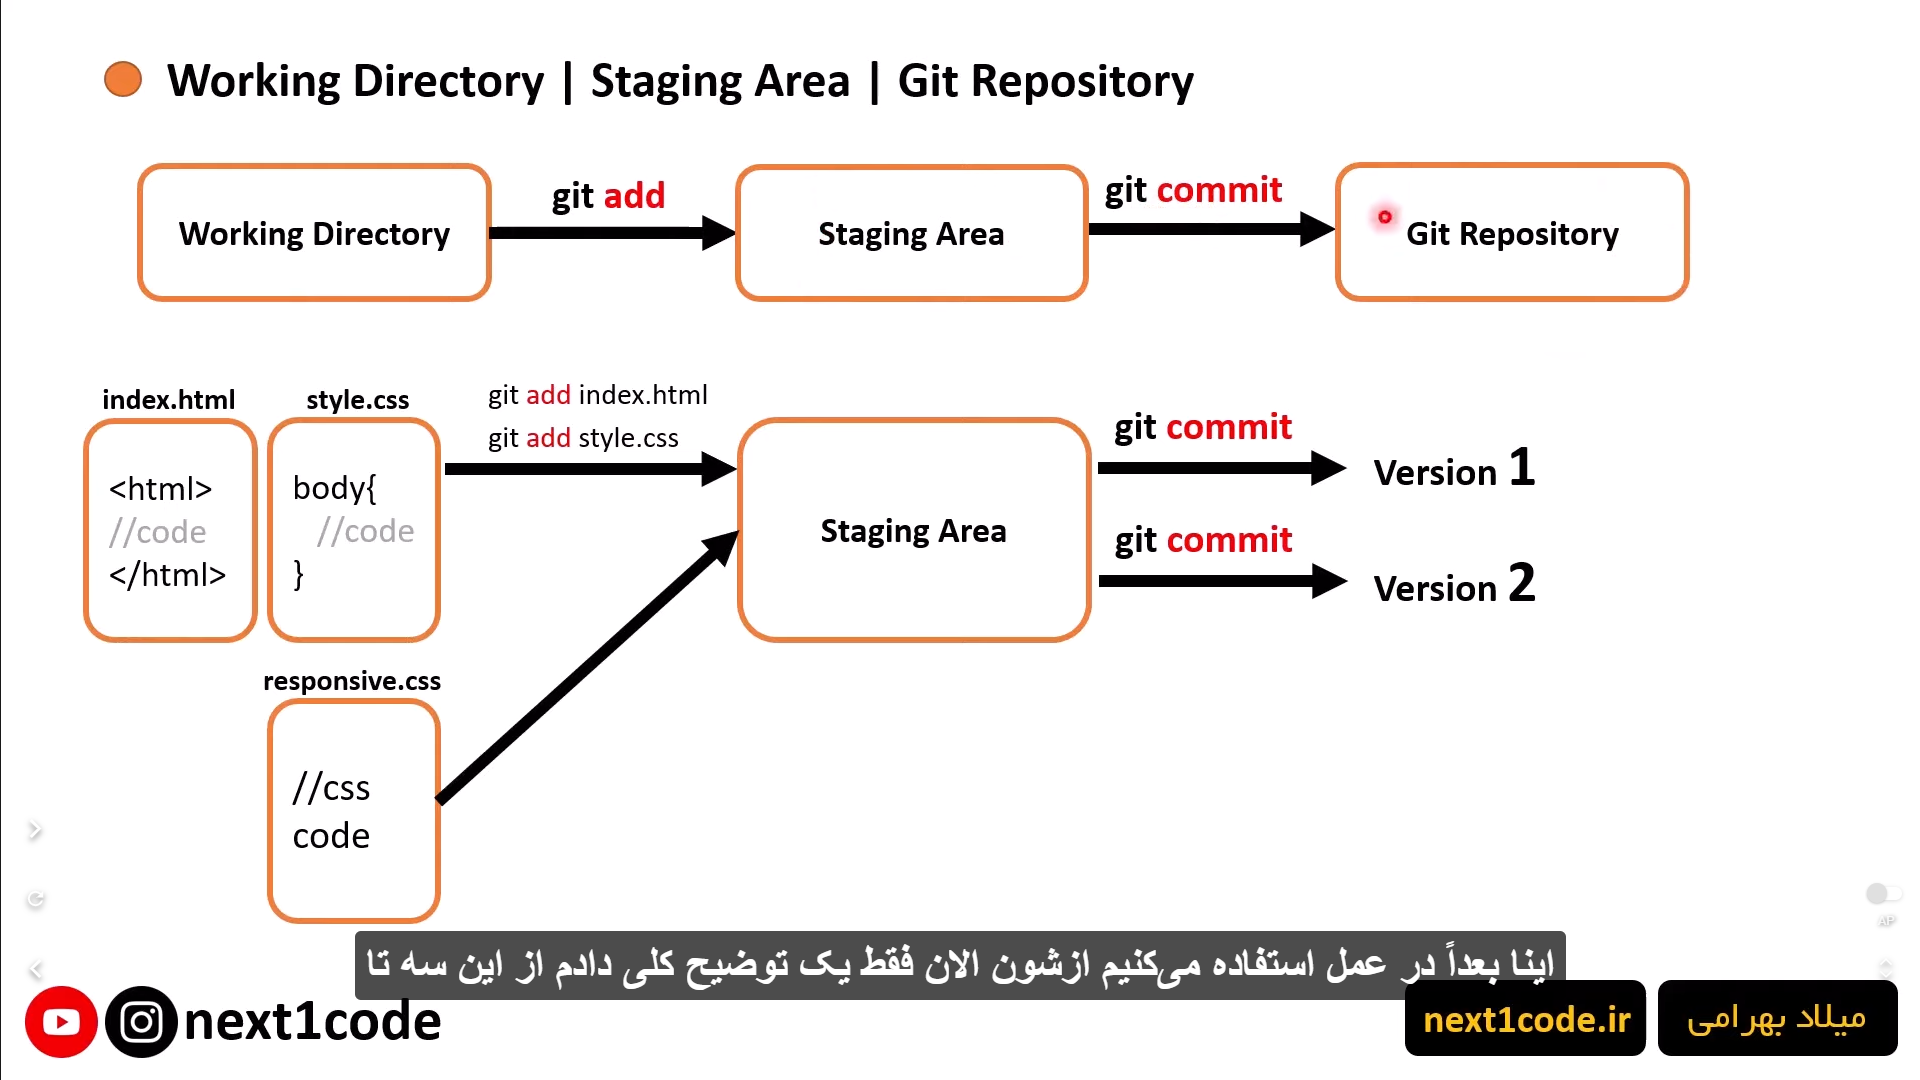 Working Directory | Staging Area | Git Repository
git add
git commit
Working Directory
Staging Area
Git Repository
index.html
style.css
git add index.html
git add style.css
<html>
//code
</html>
body{
//code
}
Staging Area
git commit
Version 1
git commit
Version 2
responsive.css
//css
code
AP
اینا بعداً در عمل استفاده می‌کنیم ازشون الان فقط یک توضیح کلی دادم از این سه تا
next1code
next1code.ir
میلاد بهرامی